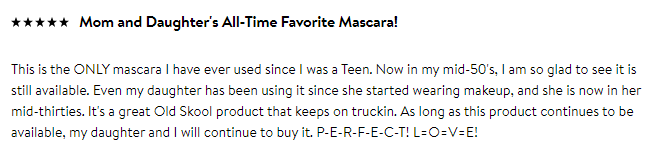 ★★★★★ Mom and Daughter's All-Time Favorite Mascara!
This is the ONLY mascara I have ever used since I was a Teen. Now in my mid-50's, I am so glad to see it is
still available. Even my daughter has been using it since she started wearing makeup, and she is now in her
mid-thirties. It's a great Old Skool product that keeps on truckin. As long as this product continues to be
available, my daughter and I will continue to buy it. P-E-R-F-E-C-T! L=O=V=E!